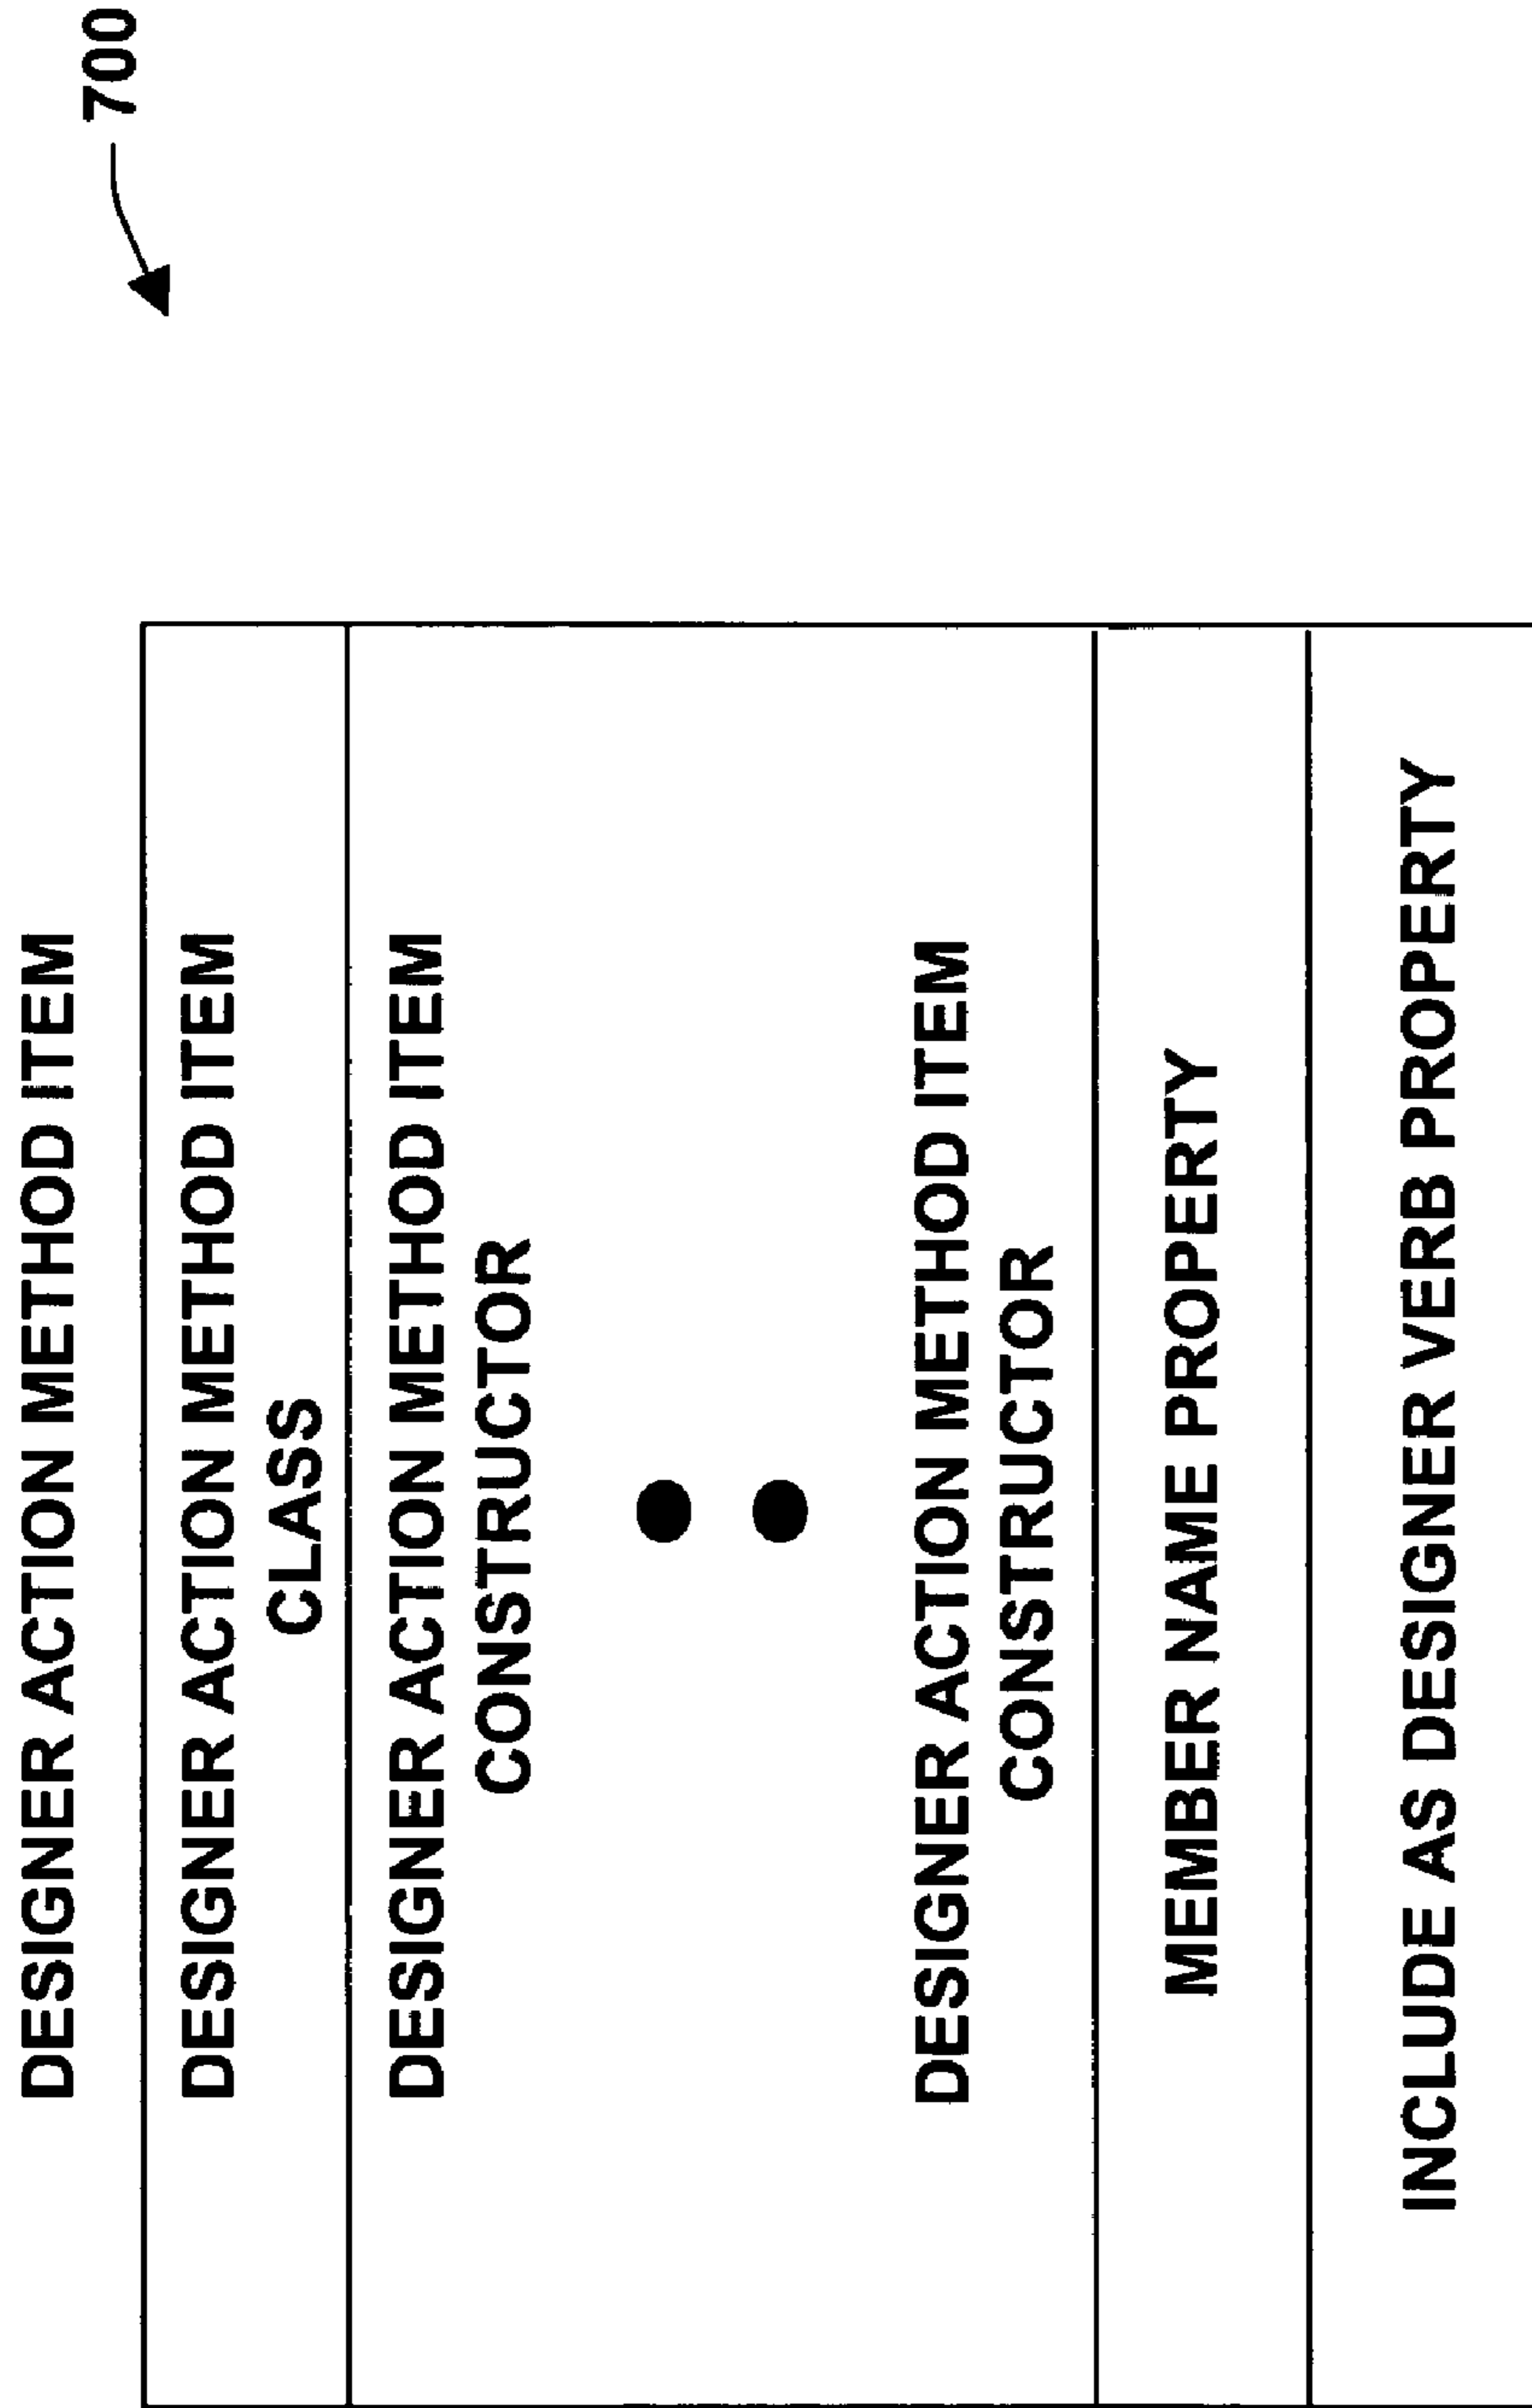 700
DESIGNER ACTION METHOD ITEM
DESIGNER ACTION METHOD ITEM
CLASS
DESIGNER ACTION METHOD ITEM
CONSTRUCTOR
DESIGNER ACTION METHOD ITEM
CONSTRUCTOR
MEMBER NAME PROPERTY
INCLUDE AS DESIGNER VERB PROPERTY